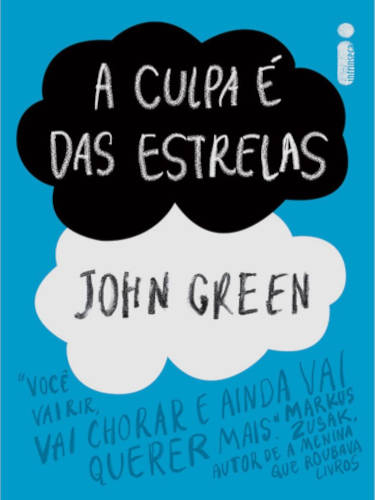 intrínseca
A CULPA É
DAS ESTRELAS
JOHN GREEN
"VOCÊ
VAI RIR,
VAI CHORAR E AINDA VAI
QUERER MAIS." MARKUS
ZUSAK,
AUTOR DE A MENINA
QUE ROUBAVA
LIVROS